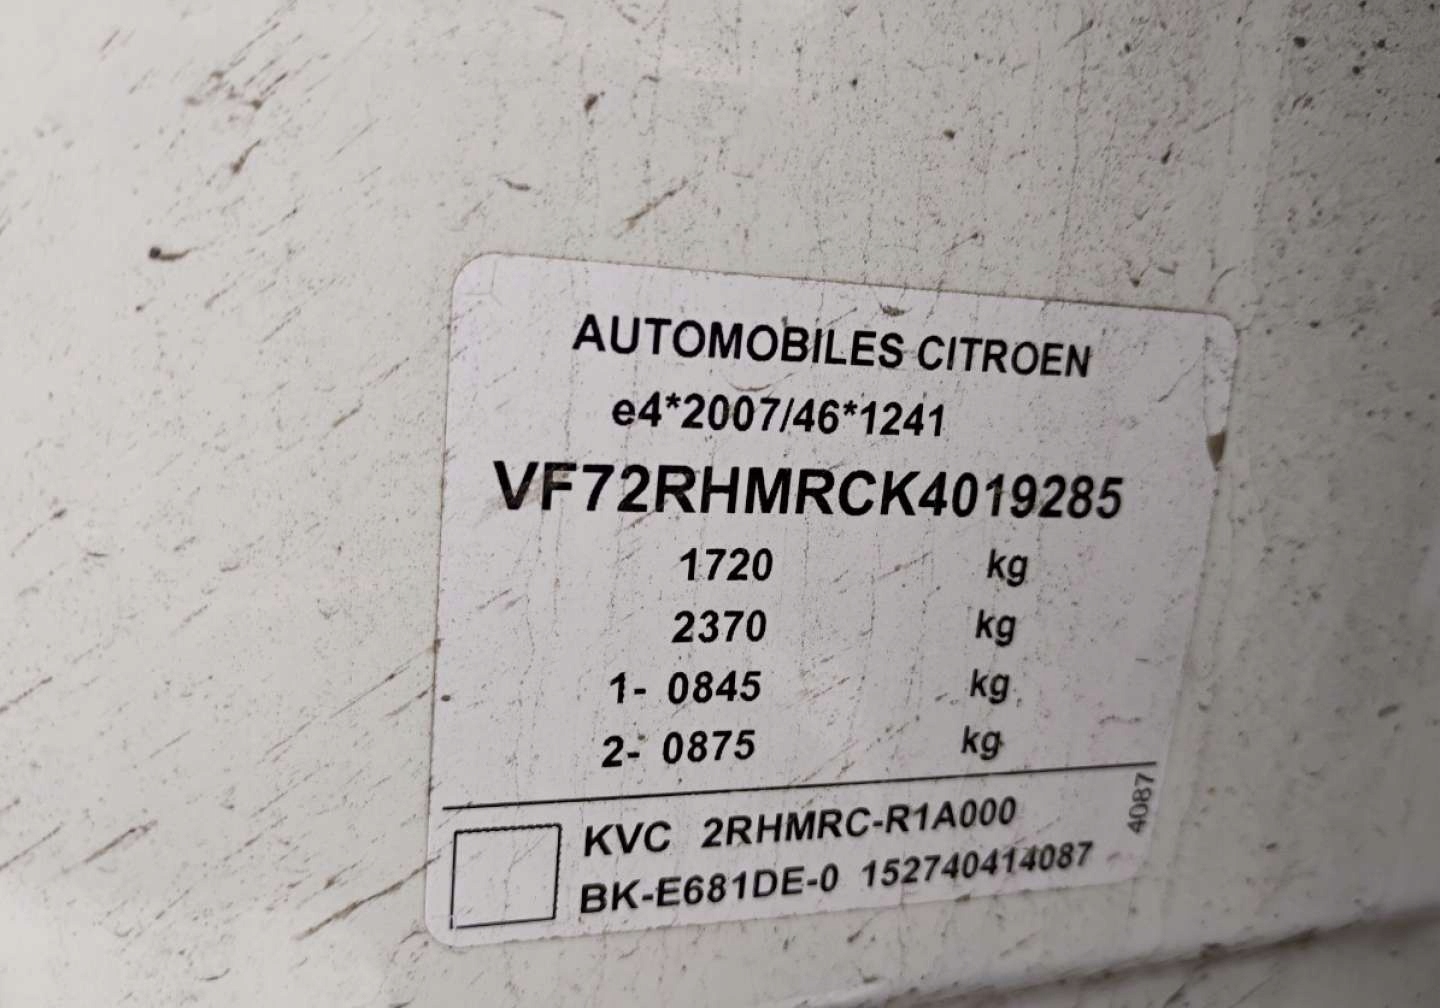 AUTOMOBILES CITROEN
e4*2007/46*1241
VF72RHMRCK4019285
1720 kg
2370 kg
1- 0845 kg
2- 0875 kg
KVC 2RHMRC-R1A000
BK-E681DE-0 152740414087
4087